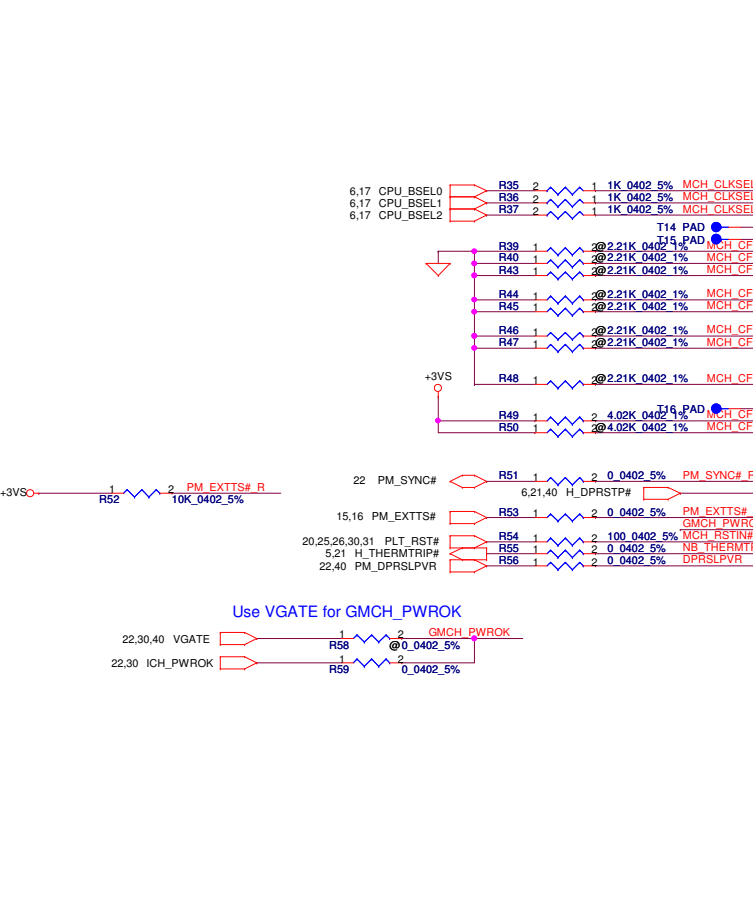 6,17 CPU_BSEL0 R35 2 1 1K_0402_5% MCH_CLKSEL
6,17 CPU_BSEL1 R36 1K_0402_5% MCH_CLKSEL
6,17 CPU_BSEL2 R37 1 1K_0402_5% MCH_CLKSEL
T14 PAD
T15 PAD
R39 1 2@2.21K_0402_1% MCH_CF
R40 1 2@2.21K_0402_1% MCH_CF
R43 1 2@2.21K_0402_1% MCH_CF
R44 1 2@2.21K_0402_1% MCH_CF
R45 1 2@2.21K_0402_1% MCH_CF
R46 1 2@2.21K_0402_1% MCH_CF
R47 1 2@2.21K_0402_1% MCH_CF
+3VS
R48 1 2@2.21K_0402_1% MCH_CF
T16 PAD
R49 1 2 4.02K_0402_1% MCH_CF
R50 1 2@4.02K_0402_1% MCH_CF
22 PM_SYNC# R51 1 2 0_0402_5% PM_SYNC#_R
+3VS 1 2 PM_EXTTS#_R
R52 10K_0402_5%
6,21,40 H_DPRSTP#
15,16 PM_EXTTS# R53 1 2 0_0402_5% PM_EXTTS#_
GMCH_PWRO
20,25,26,30,31 PLT_RST# R54 1 2 100_0402_5% MCH_RSTIN#
5,21 H_THERMTRIP# R55 1 2 0_0402_5% NB_THERMT
22,40 PM_DPRSLPVR R56 1 2 0_0402_5% DPRSLPVR
Use VGATE for GMCH_PWROK
22,30,40 VGATE 1 2 GMCH_PWROK
R58 @0_0402_5%
22,30 ICH_PWROK 1 2
R59 0_0402_5%